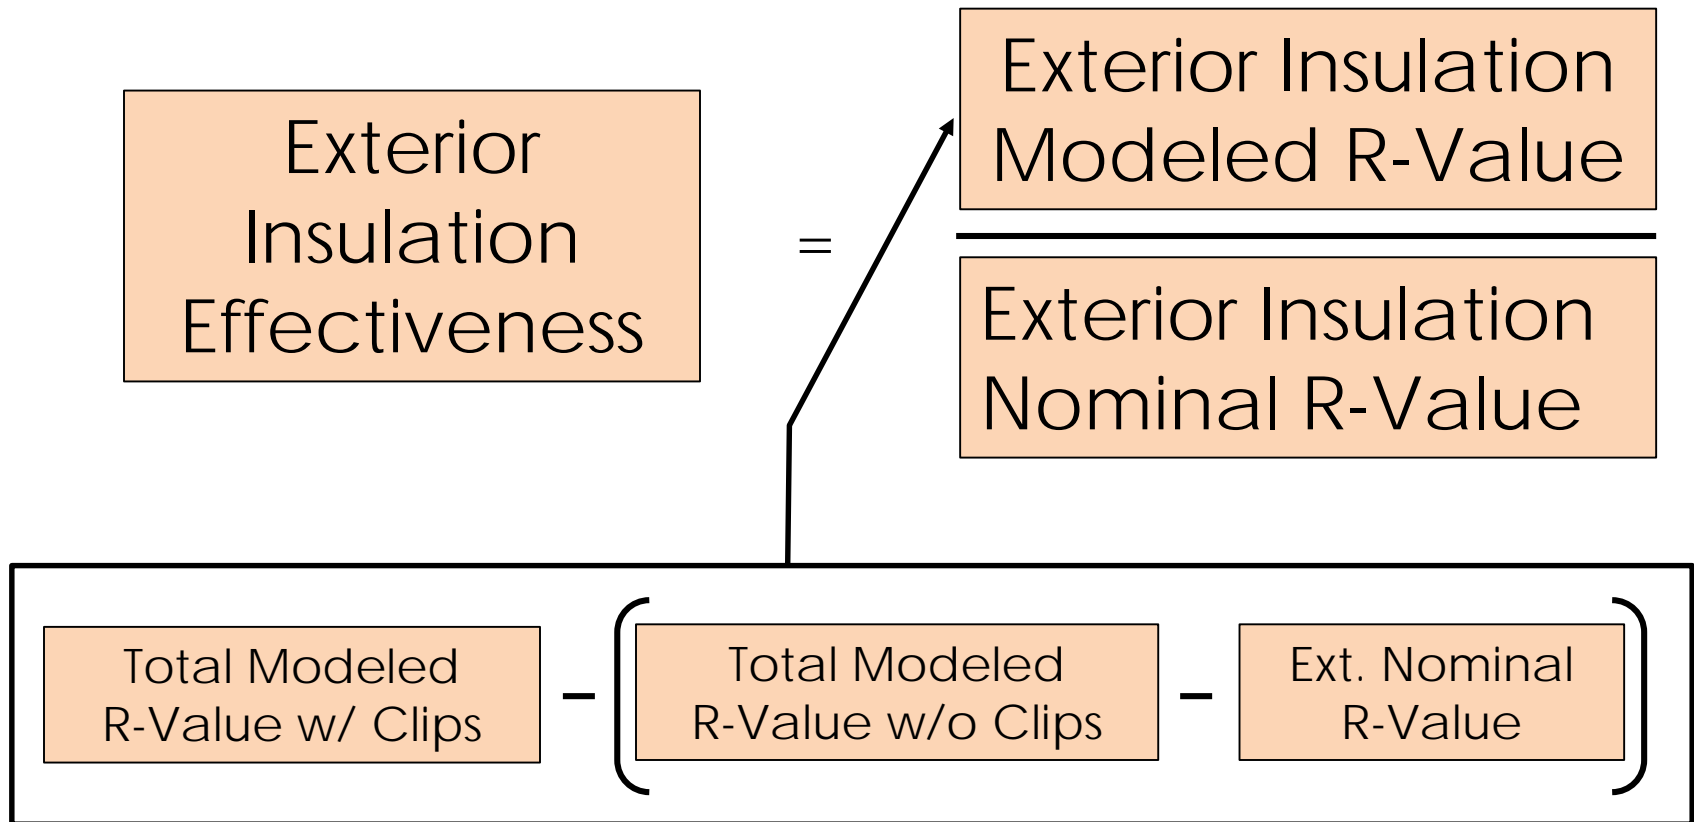 Exterior
Insulation
Effectiveness
=
Exterior Insulation
Modeled R-Value
Exterior Insulation
Nominal R-Value
Total Modeled
R-Value w/ Clips
–
(
Total Modeled
R-Value w/o Clips
–
Ext. Nominal
R-Value
)